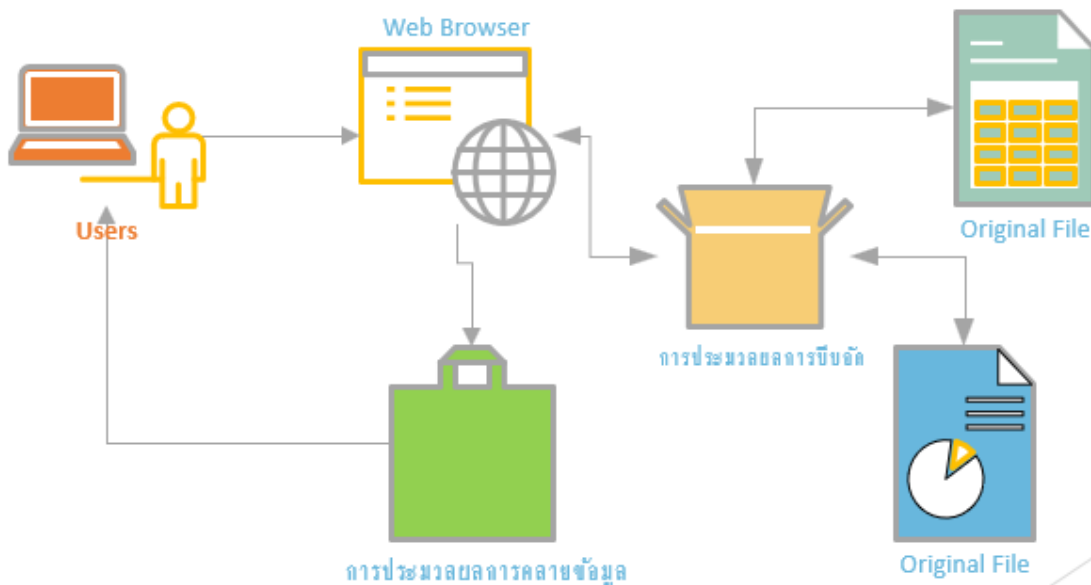 Web Browser
Users
Original File
การประมวลผลการบีบอัด
Original File
การประมวลผลการคลายข้อมูล